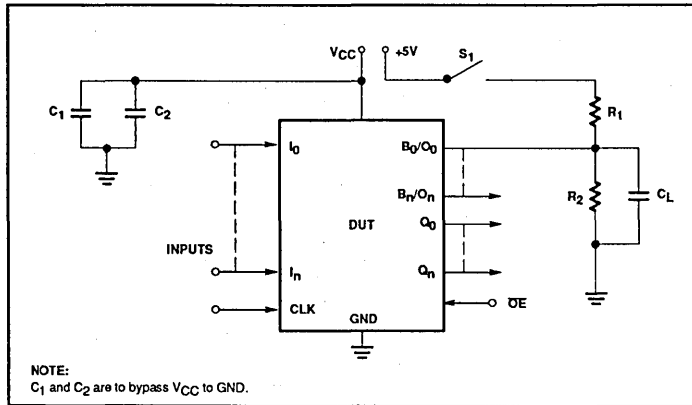 VCC +5V S1
C1 C2 R1
I0 B0/O0
Bn/On R2 CL
DUT Q0
INPUTS
In Qn
CLK OE
GND
NOTE:
C1 and C2 are to bypass VCC to GND.